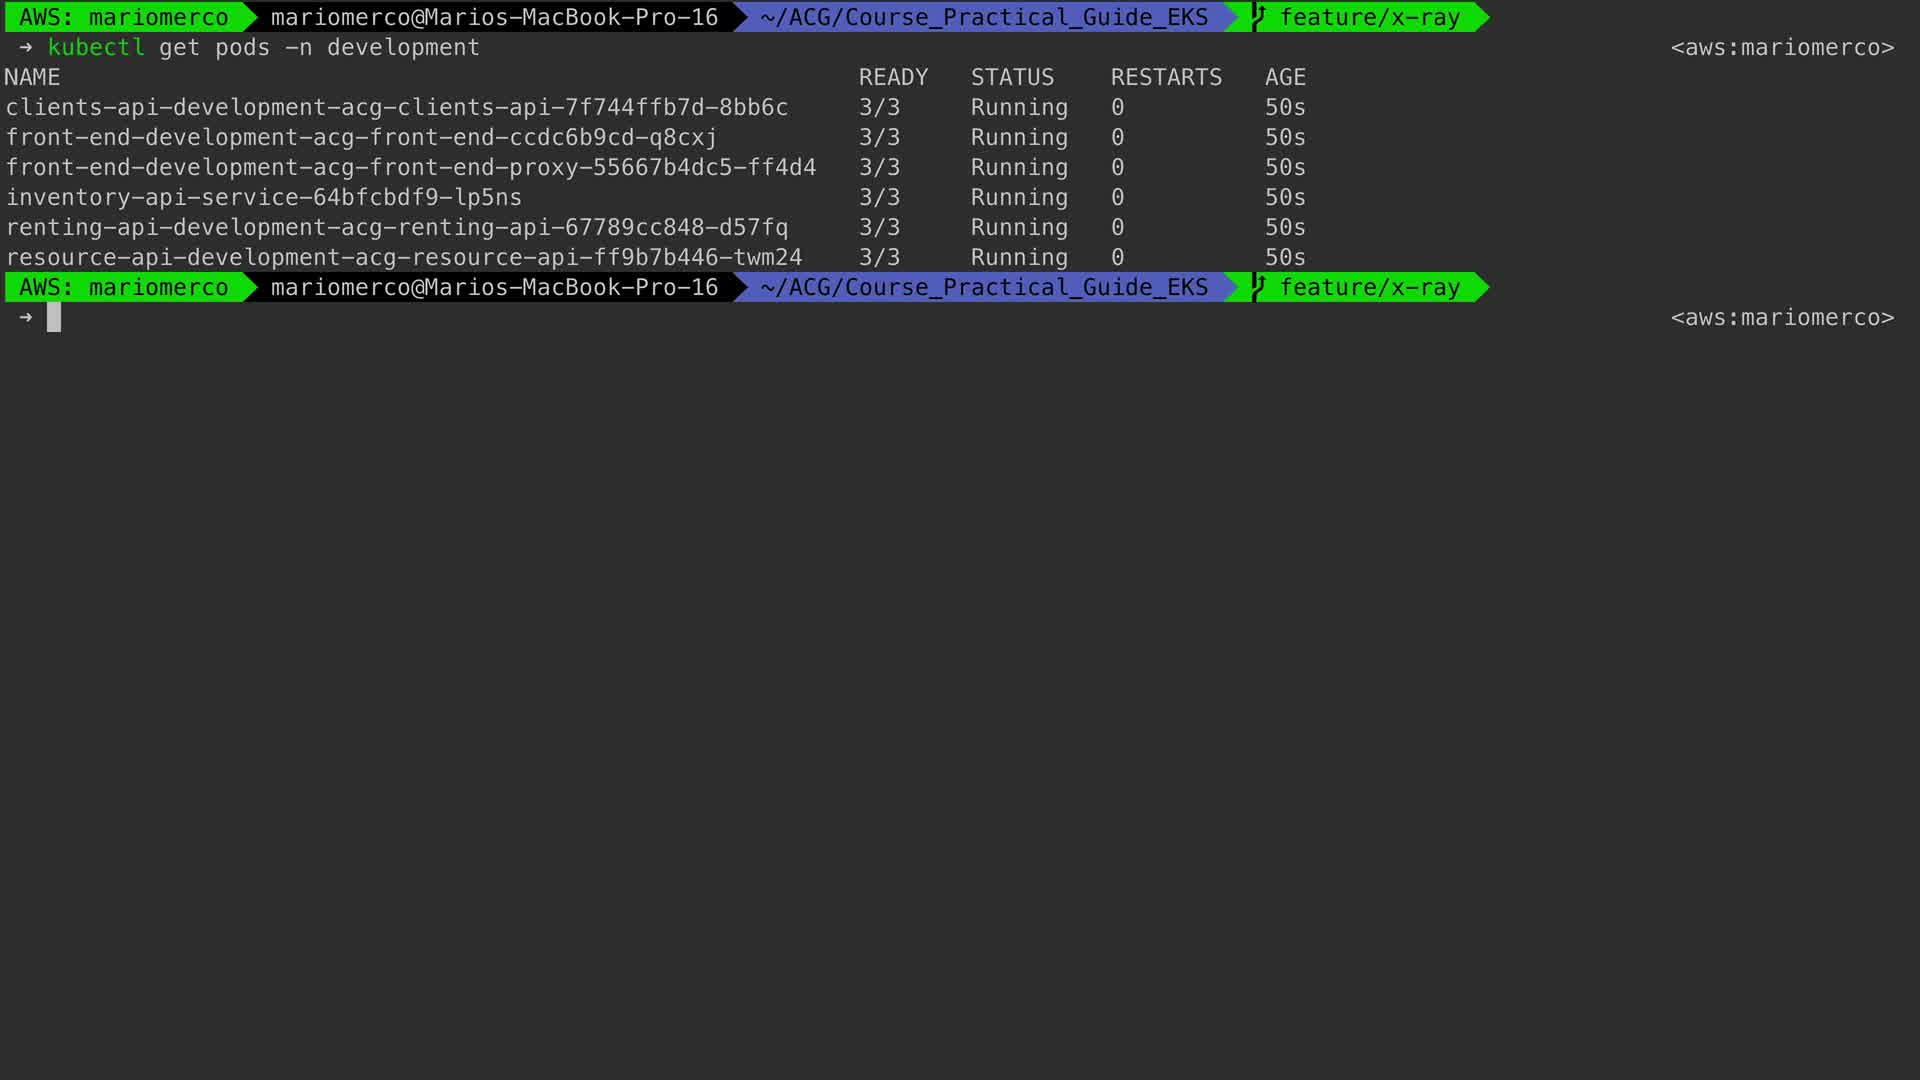 AWS: mariomerco mariomerco@Marios-MacBook-Pro-16 ~/ACG/Course_Practical_Guide_EKS feature/x-ray
→ kubectl get pods -n development <aws:mariomerco>
NAME READY STATUS RESTARTS AGE
clients-api-development-acg-clients-api-7f744ffb7d-8bb6c 3/3 Running 0 50s
front-end-development-acg-front-end-ccdc6b9cd-q8cxj 3/3 Running 0 50s
front-end-development-acg-front-end-proxy-55667b4dc5-ff4d4 3/3 Running 0 50s
inventory-api-service-64bfcbdf9-lp5ns 3/3 Running 0 50s
renting-api-development-acg-renting-api-67789cc848-d57fq 3/3 Running 0 50s
resource-api-development-acg-resource-api-ff9b7b446-twm24 3/3 Running 0 50s
AWS: mariomerco mariomerco@Marios-MacBook-Pro-16 ~/ACG/Course_Practical_Guide_EKS feature/x-ray
→ <aws:mariomerco>